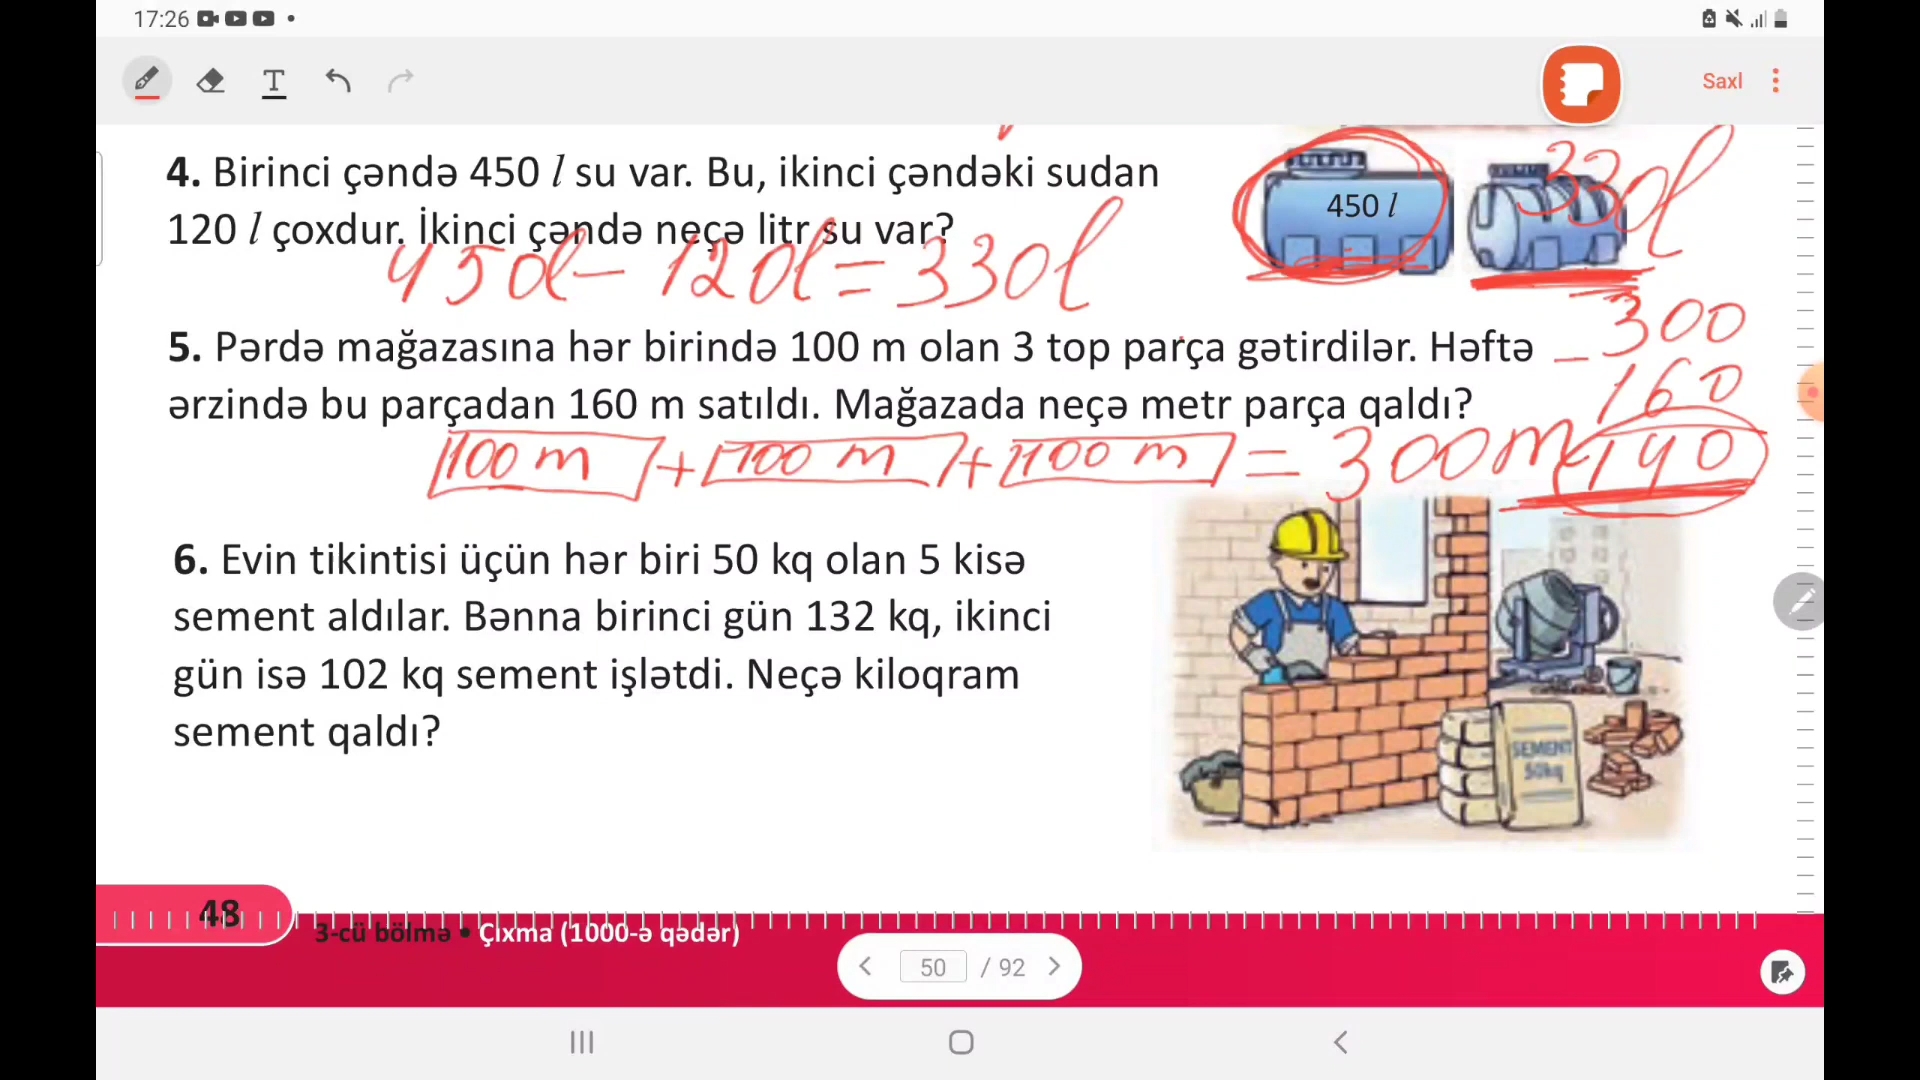 17:26
Saxl
4. Birinci çəndə 450 l su var. Bu, ikinci çəndəki sudan
120 l çoxdur. İkinci çəndə neçə litr su var?
450l - 120l = 330l
450 l
330l
5. Pərdə mağazasına hər birində 100 m olan 3 top parça gətirdilər. Həftə
ərzində bu parçadan 160 m satıldı. Mağazada neçə metr parça qaldı?
300
- 160
140
100 m + 100 m + 100 m = 300m
6. Evin tikintisi üçün hər biri 50 kq olan 5 kisə
sement aldılar. Bənna birinci gün 132 kq, ikinci
gün isə 102 kq sement işlətdi. Neçə kiloqram
sement qaldı?
SEMENT
50kq
48
3-cü bölmə • Çıxma (1000-ə qədər)
50 / 92